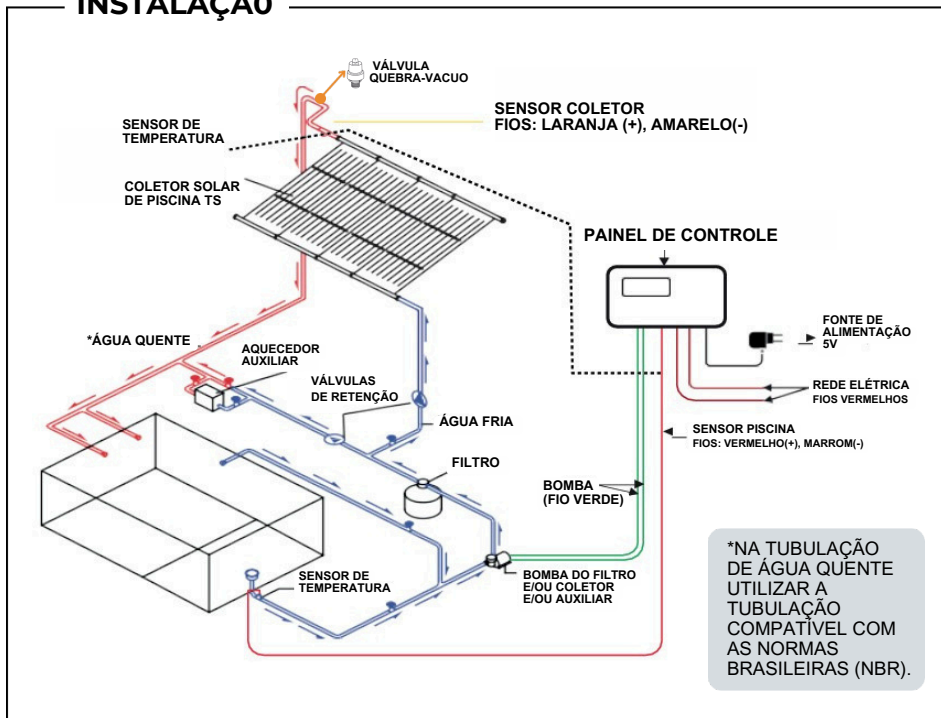 INSTALAÇÃO
VÁLVULA
QUEBRA-VACUO
SENSOR COLETOR
FIOS: LARANJA (+), AMARELO(-)
SENSOR DE
TEMPERATURA
COLETOR SOLAR
DE PISCINA TS
PAINEL DE CONTROLE
FONTE DE
ALIMENTAÇÃO
5V
*ÁGUA QUENTE
AQUECEDOR
AUXILIAR
VÁLVULAS
DE RETENÇÃO
REDE ELÉTRICA
FIOS VERMELHOS
ÁGUA FRIA
SENSOR PISCINA
FIOS: VERMELHO(+), MARROM(-)
FILTRO
BOMBA
(FIO VERDE)
SENSOR DE
TEMPERATURA
BOMBA DO FILTRO
E/OU COLETOR
E/OU AUXILIAR
*NA TUBULAÇÃO
DE ÁGUA QUENTE
UTILIZAR A
TUBULAÇÃO
COMPATÍVEL COM
AS NORMAS
BRASILEIRAS (NBR).